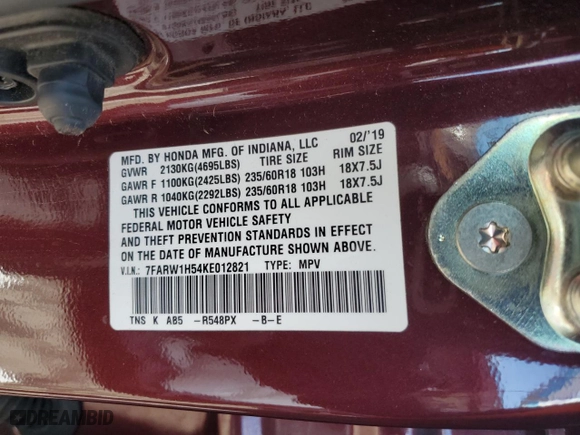 MFD. BY HONDA MFG. OF INDIANA, LLC 02/'19
GVWR 2130KG(4695LBS) TIRE SIZE RIM SIZE
GAWR F 1100KG(2425LBS) 235/60R18 103H 18X7.5J
GAWR R 1040KG(2292LBS) 235/60R18 103H 18X7.5J
THIS VEHICLE CONFORMS TO ALL APPLICABLE
FEDERAL MOTOR VEHICLE SAFETY
AND THEFT PREVENTION STANDARDS IN EFFECT
ON THE DATE OF MANUFACTURE SHOWN ABOVE.
V.I.N.: 7FARW1H54KE012821 TYPE: MPV
TNS K A85 -R548PX -B-E
DREAMBID